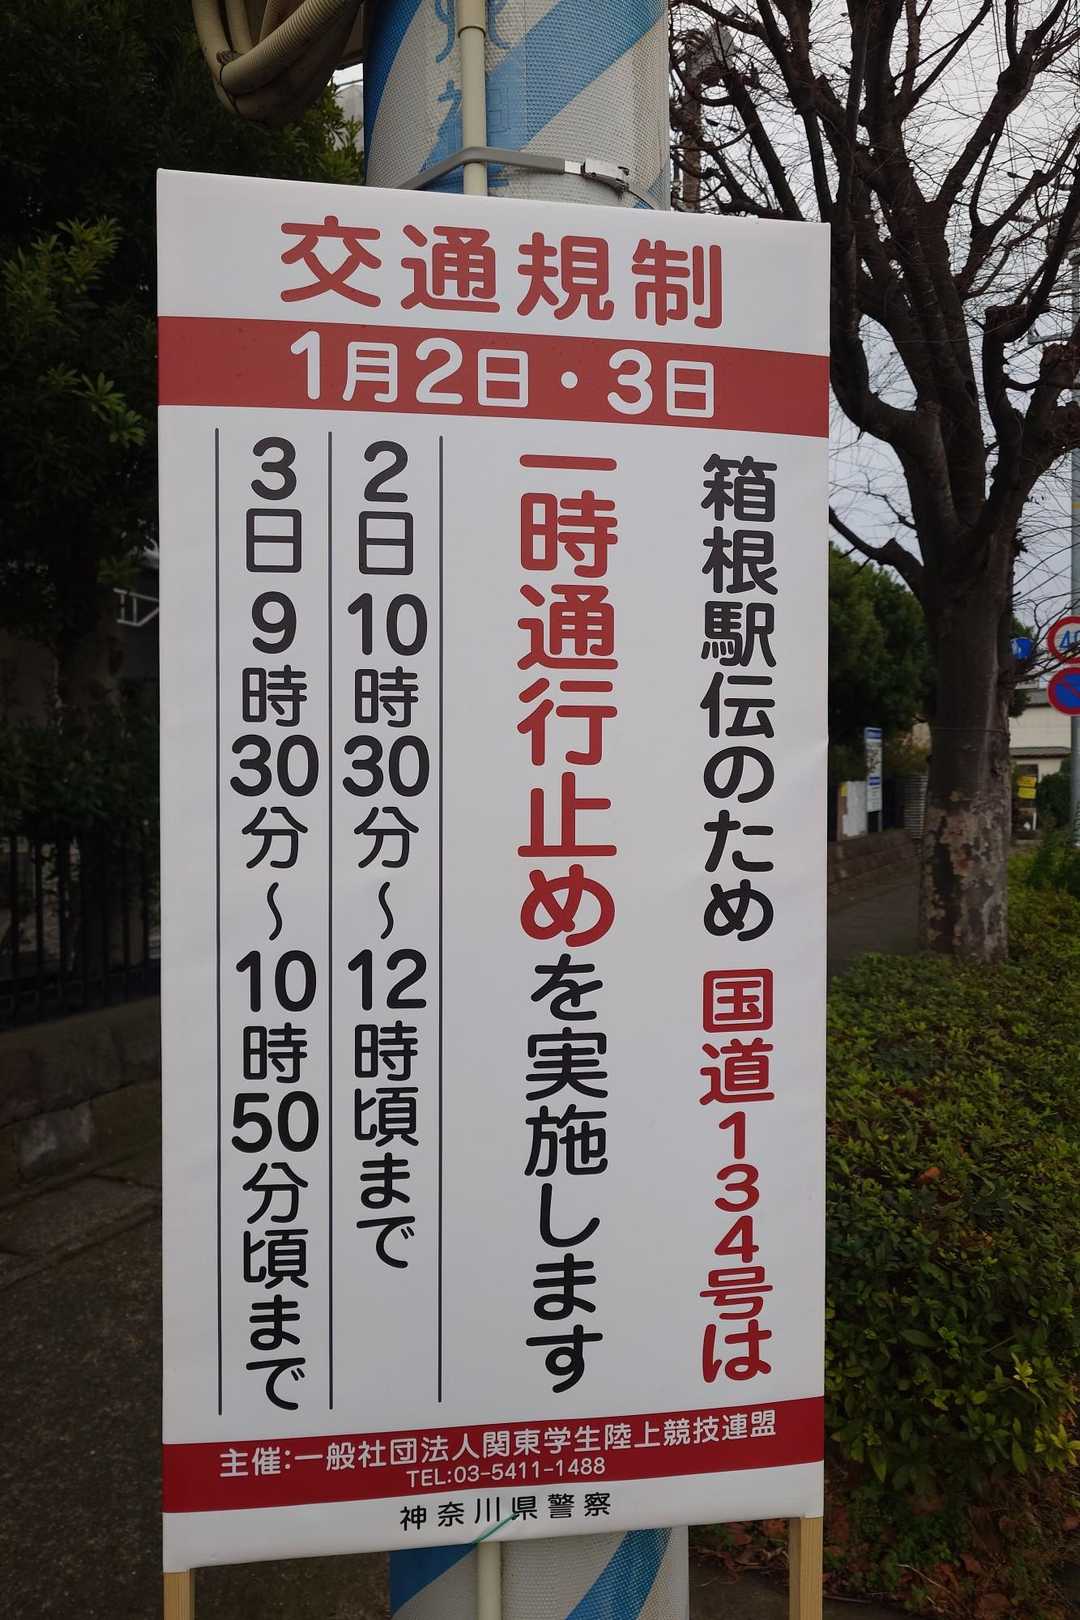 交通規制
1月2日・3日
箱根駅伝のため 国道134号は
一時通行止めを実施します
2日10時30分～12時頃まで
3日9時30分～10時50分頃まで
主催:一般社団法人関東学生陸上競技連盟
TEL:03-5411-1488
神奈川県警察